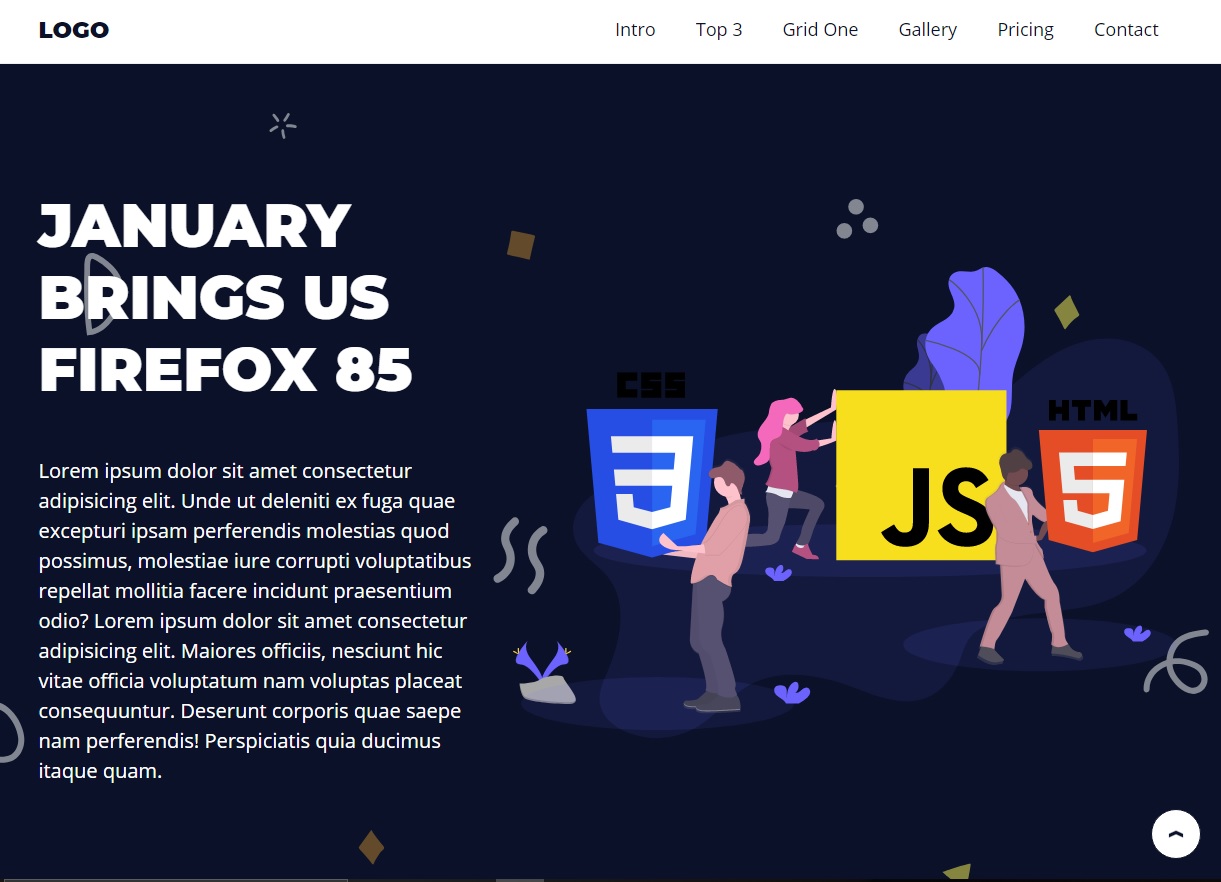 LOGO
Intro Top 3 Grid One Gallery Pricing Contact
JANUARY
BRINGS US
FIREFOX 85
Lorem ipsum dolor sit amet consectetur
adipisicing elit. Unde ut deleniti ex fuga quae
excepturi ipsam perferendis molestias quod
possimus, molestiae iure corrupti voluptatibus
repellat mollitia facere incidunt praesentium
odio? Lorem ipsum dolor sit amet consectetur
adipisicing elit. Maiores officiis, nesciunt hic
vitae officia voluptatum nam voluptas placeat
consequuntur. Deserunt corporis quae saepe
nam perferendis! Perspiciatis quia ducimus
itaque quam.
CSS
3
JS
HTML
5